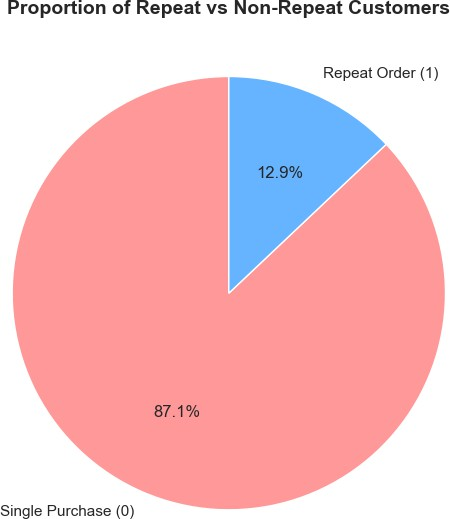 Proportion of Repeat vs Non-Repeat Customers
Repeat Order (1)
12.9%
87.1%
Single Purchase (0)